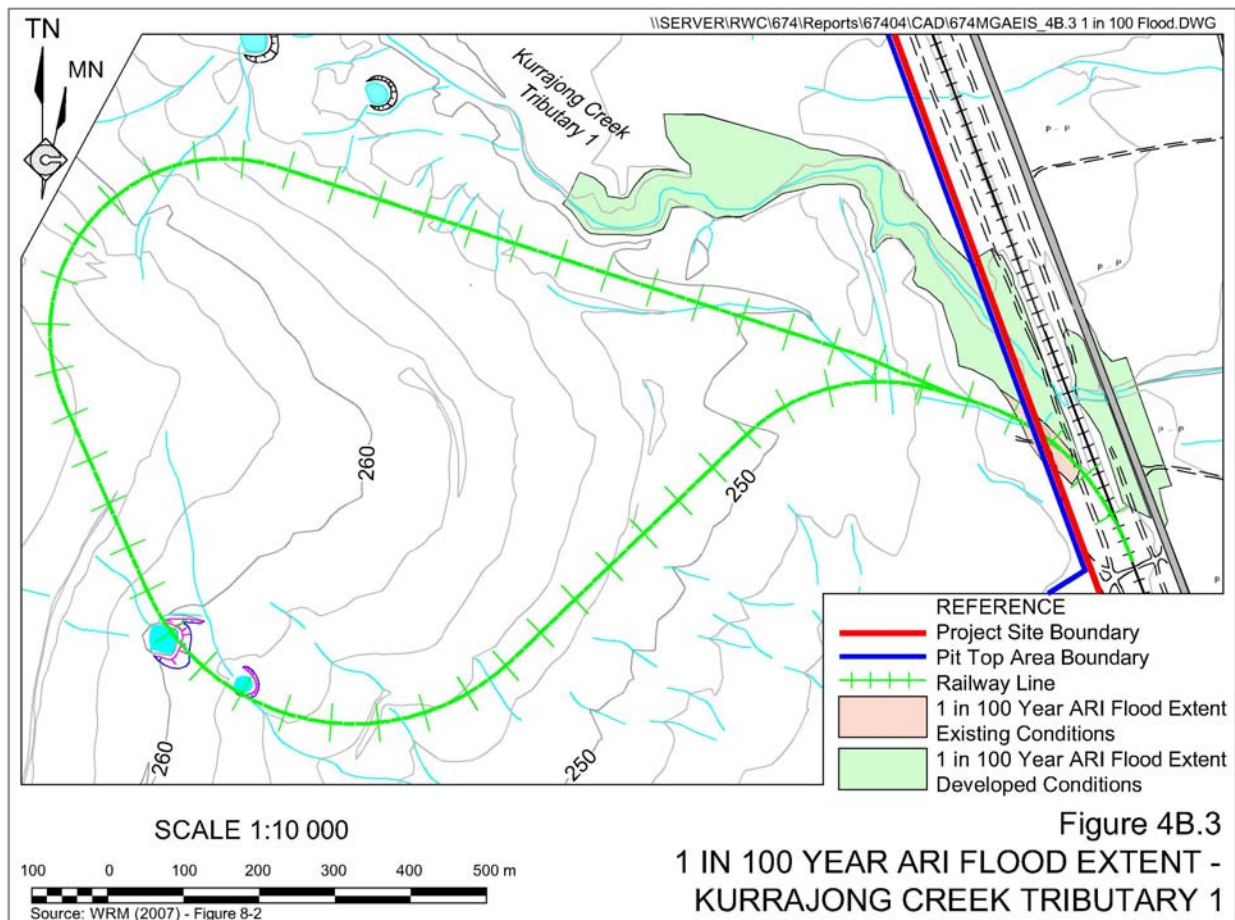 \\SERVER\RWC\674\Reports\67404\CAD\674MGAEIS_4B.3 1 in 100 Flood.DWG
TN
MN
Kurrajong Creek
Tributary 1
P - P
P - P
P - P
260
250
260
250
P
REFERENCE
Project Site Boundary
Pit Top Area Boundary
Railway Line
1 in 100 Year ARI Flood Extent
Existing Conditions
1 in 100 Year ARI Flood Extent
Developed Conditions
SCALE 1:10 000
100 0 100 200 300 400 500 m
Source: WRM (2007) - Figure 8-2
Figure 4B.3
1 IN 100 YEAR ARI FLOOD EXTENT -
KURRAJONG CREEK TRIBUTARY 1